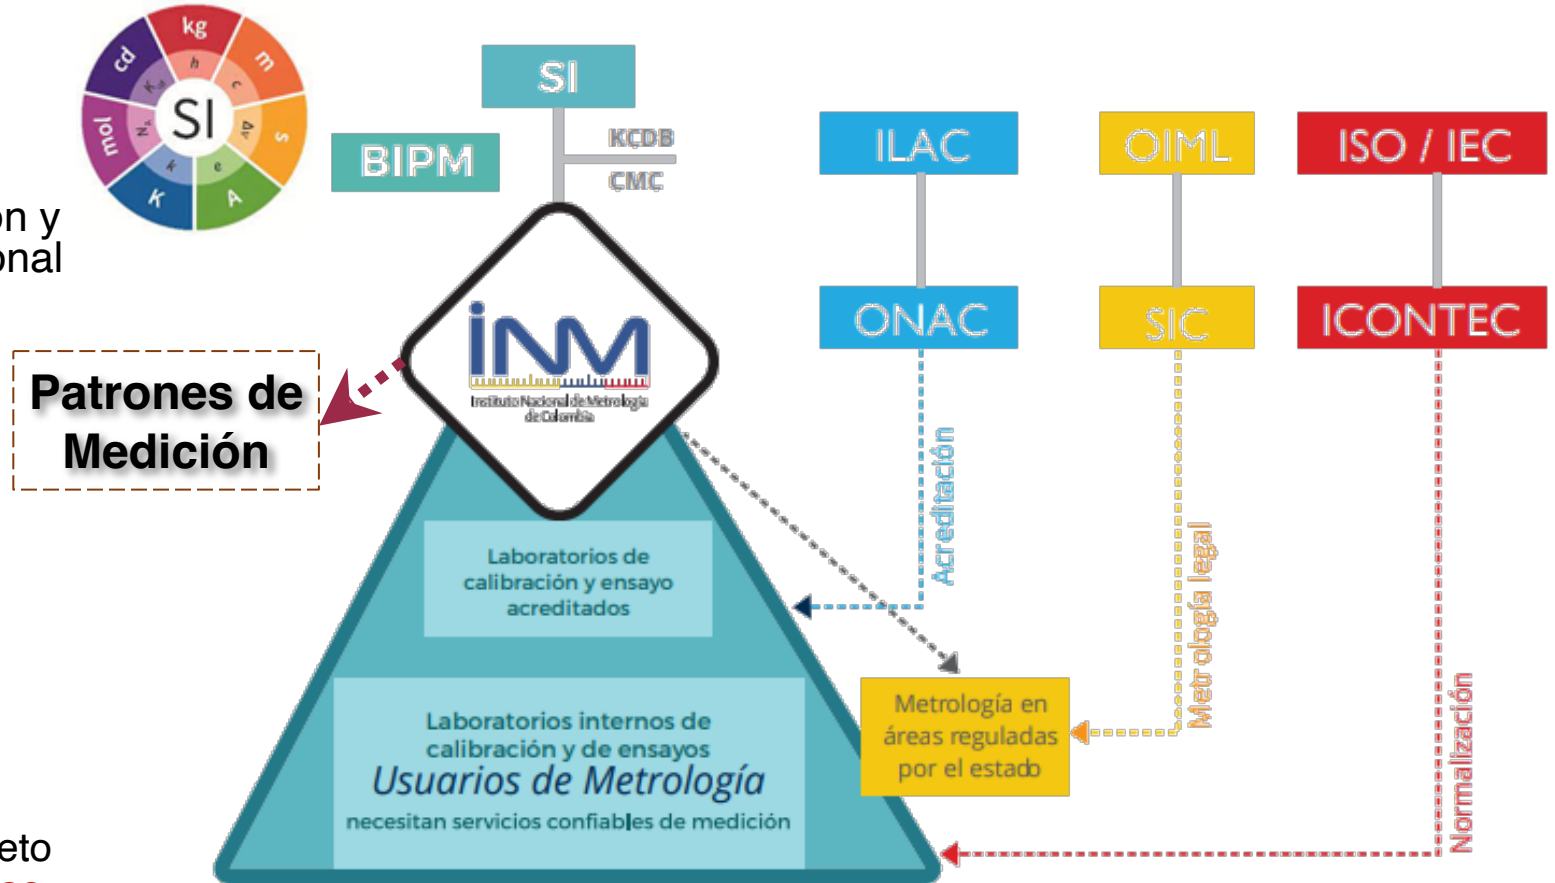 kg
m
s
A
K
mol
cd
h
c
Δν
e
k
SI
SI
BIPM
KCDB
CMC
ILAC
OIML
ISO / IEC
ONAC
SIC
ICONTEC
ón y
onal
Patrones de
Medición
iNM
Instituto Nacional de Metrología
de Colombia
Laboratorios de
calibración y ensayo
acreditados
Laboratorios internos de
calibración y de ensayos
Usuarios de Metrología
necesitan servicios confiables de medición
Acreditación
Metrología legal
Normalización
Metrología en
áreas reguladas
por el estado
eto